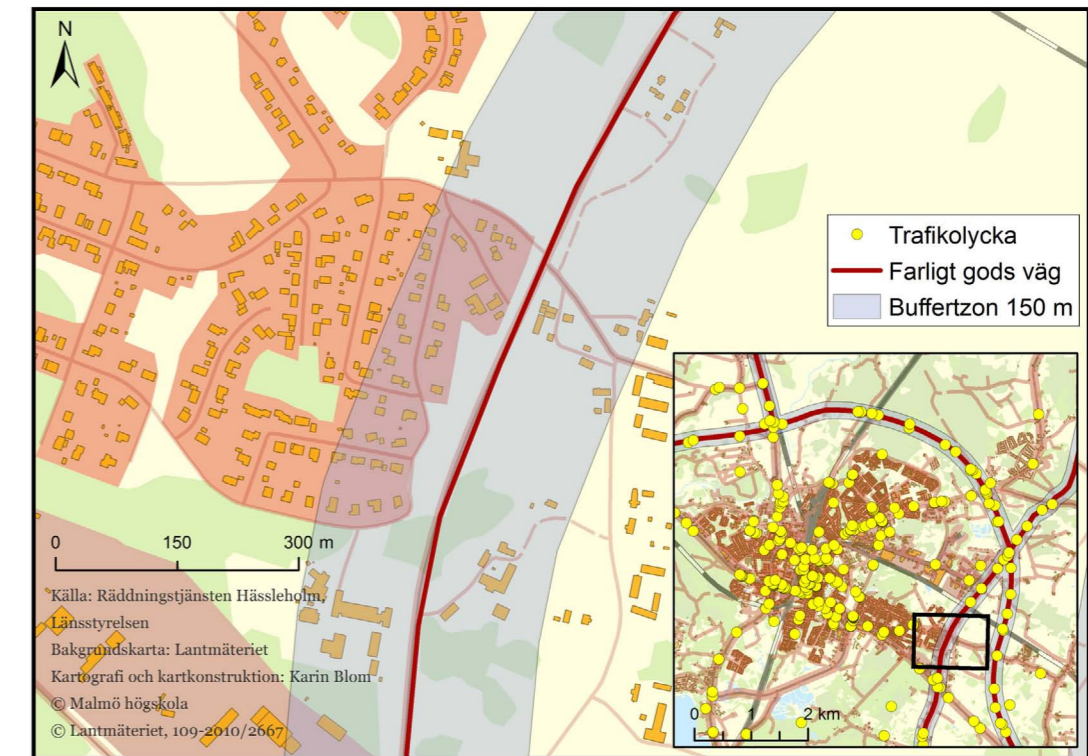 N
Trafikolycka
Farligt gods väg
Buffertzon 150 m
0 150 300 m
Källa: Räddningstjänsten Hässleholm,
Länsstyrelsen
Bakgrundskarta: Lantmäteriet
Kartografi och kartkonstruktion: Karin Blom
© Malmö högskola
© Lantmäteriet, 109-2010/2667
0 1 2 km